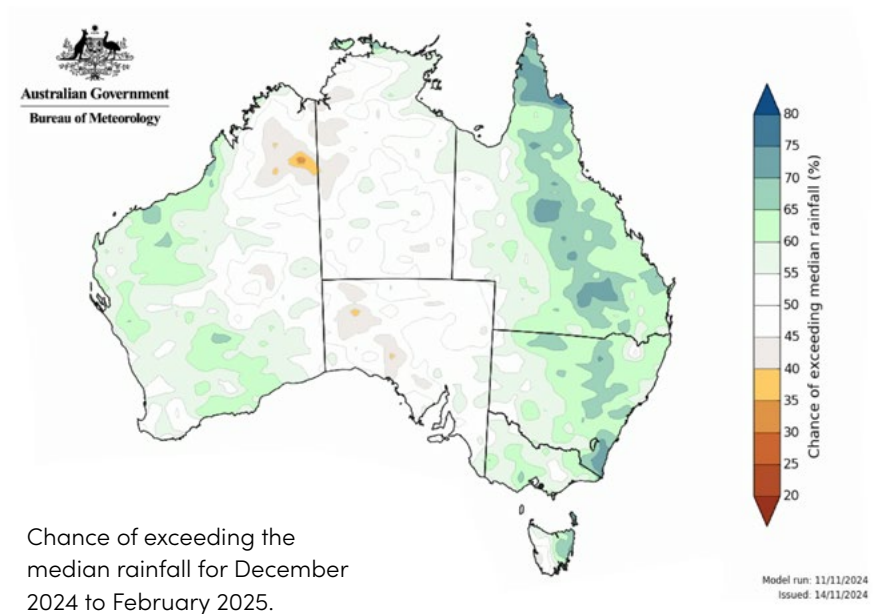 Australian Government
Bureau of Meteorology
80
75
70
65
60
55
50
45
40
35
30
25
20
Chance of exceeding median rainfall (%)
Chance of exceeding the
median rainfall for December
2024 to February 2025.
Model run: 11/11/2024
Issued: 14/11/2024